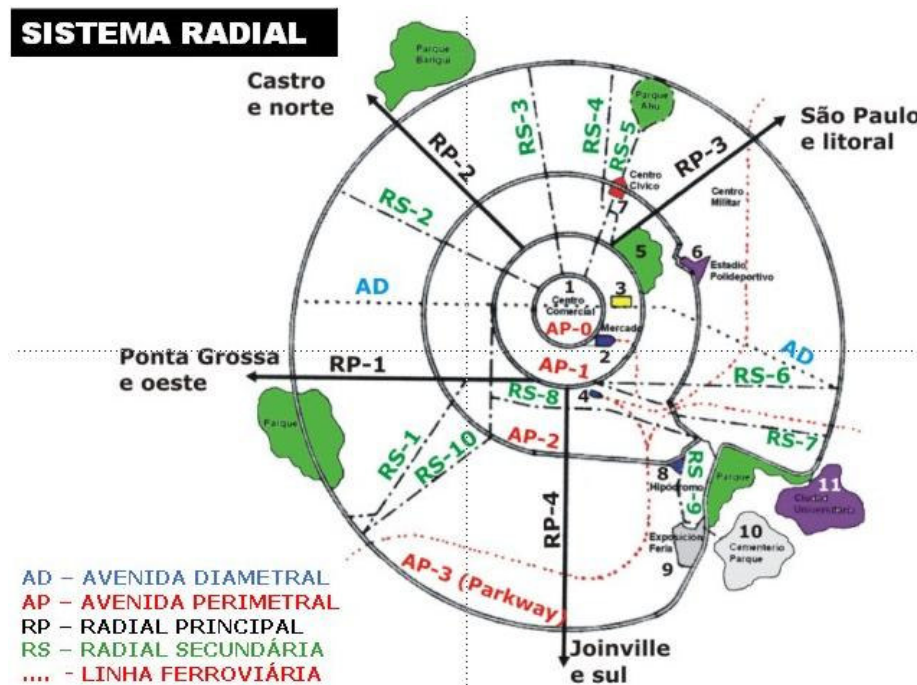 SISTEMA RADIAL
Parque
Barigui
Castro
e norte
RS-3
RS-4
Parque
Ahu
RS-5
São Paulo
e litoral
RP-3
RP-2
Centro
Cívico
7
Centro
Militar
RS-2
5
6
Estadio
Polideportivo
AD
1
Centro
Comercial
3
AP-0
Mercado
2
AD
Ponta Grossa
e oeste
RP-1
AP-1
RS-6
RS-8
4
Parque
RS-1
RS-10
AP-2
RS-7
8
Hipódromo
RS-9
Parque
11
Ciudad
Universitaria
RP-4
Exposicion
Feria
9
10
Cementerio
Parque
AP-3 (Parkway)
AD – AVENIDA DIAMETRAL
AP – AVENIDA PERIMETRAL
RP – RADIAL PRINCIPAL
RS – RADIAL SECUNDÁRIA
.... - LINHA FERROVIÁRIA
Joinville
e sul